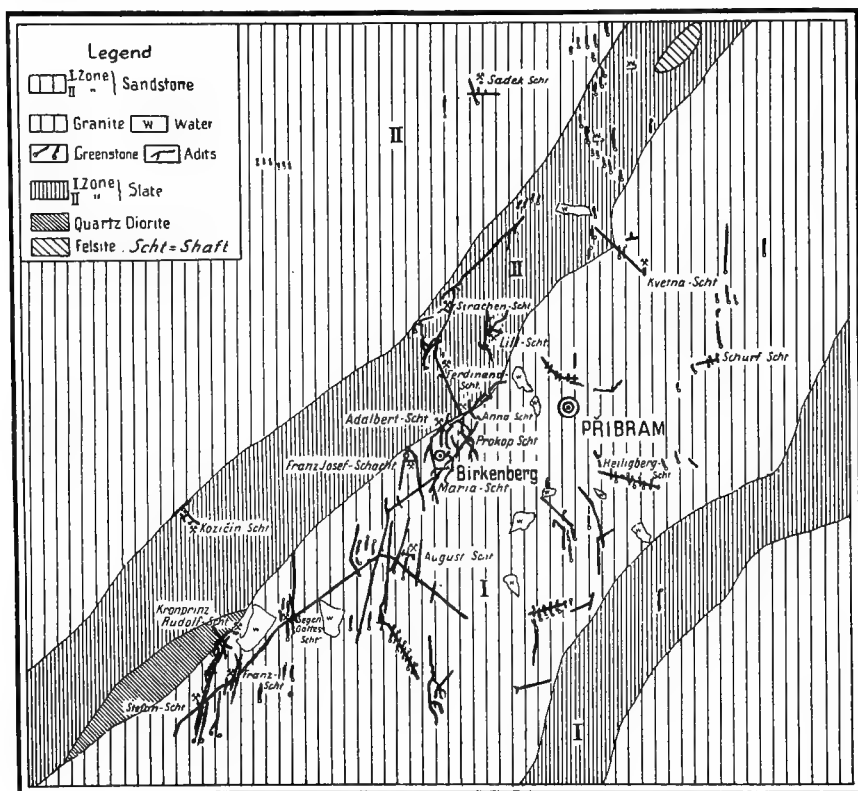 Legend
I. Zone
II " } Sandstone
Granite W Water
Greenstone Adits
I. Zone
II " } Slate
Quartz Diorite
Felsite . Scht = Shaft
Sadek Scht
II
W
W
W
II
Kvetna-Scht
Strachen-Scht
Lill-Scht.
Schurf Scht
Ferdinand-
Scht.
W
W
Adalbert-Scht
Anna Scht
PŘIBRAM
Prokop Scht
Franz Josef-Schacht
Birkenberg
Maria-Scht
Heiligberg-
Scht
W
W
W
Kozičin Scht
August Scht
W
I
Kronprinz
Rudolf-Scht
W
W
Segen
Gottes
Scht
Franz-
Scht
Stefan-Scht
I